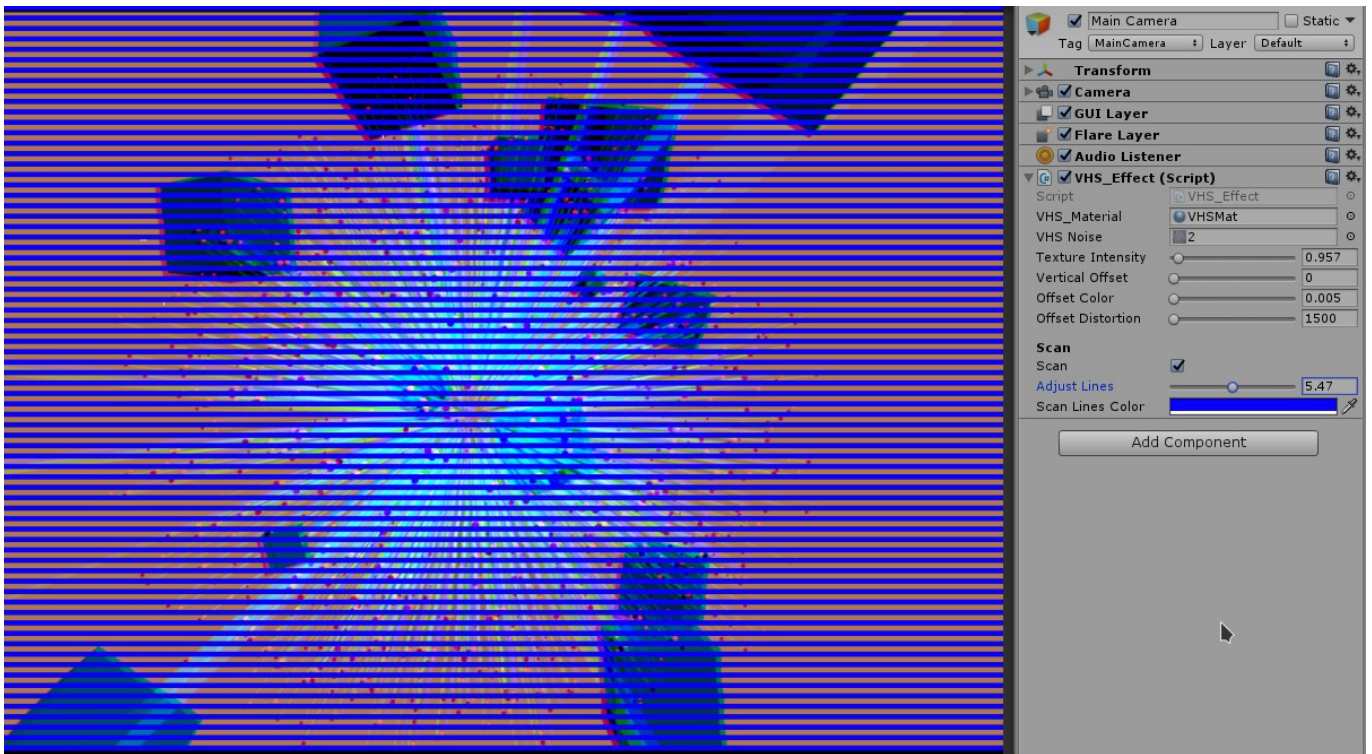 Main Camera Static
Tag MainCamera Layer Default
Transform
Camera
GUI Layer
Flare Layer
Audio Listener
VHS_Effect (Script)
Script VHS_Effect
VHS_Material VHSMat
VHS Noise 2
Texture Intensity 0.957
Vertical Offset 0
Offset Color 0.005
Offset Distortion 1500
Scan
Scan
Adjust Lines 5.47
Scan Lines Color
Add Component